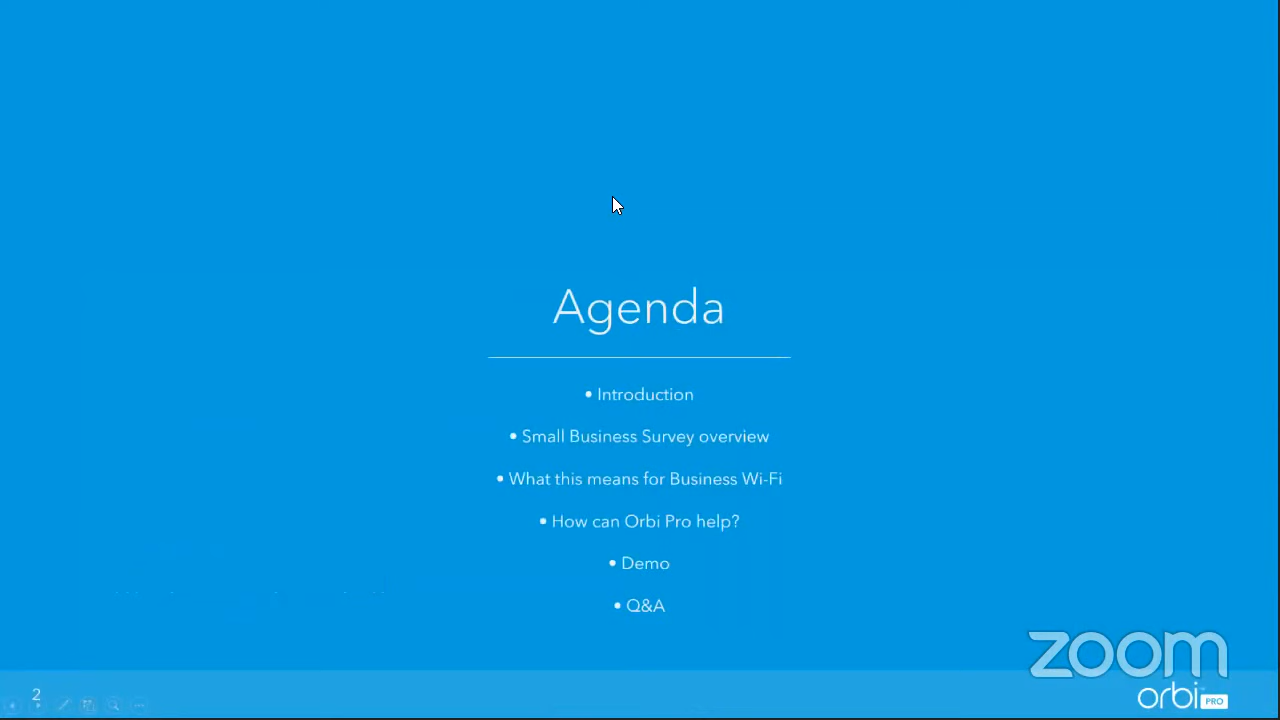 Agenda
• Introduction
• Small Business Survey overview
• What this means for Business Wi-Fi
• How can Orbi Pro help?
• Demo
• Q&A
zoom
2
orbi PRO